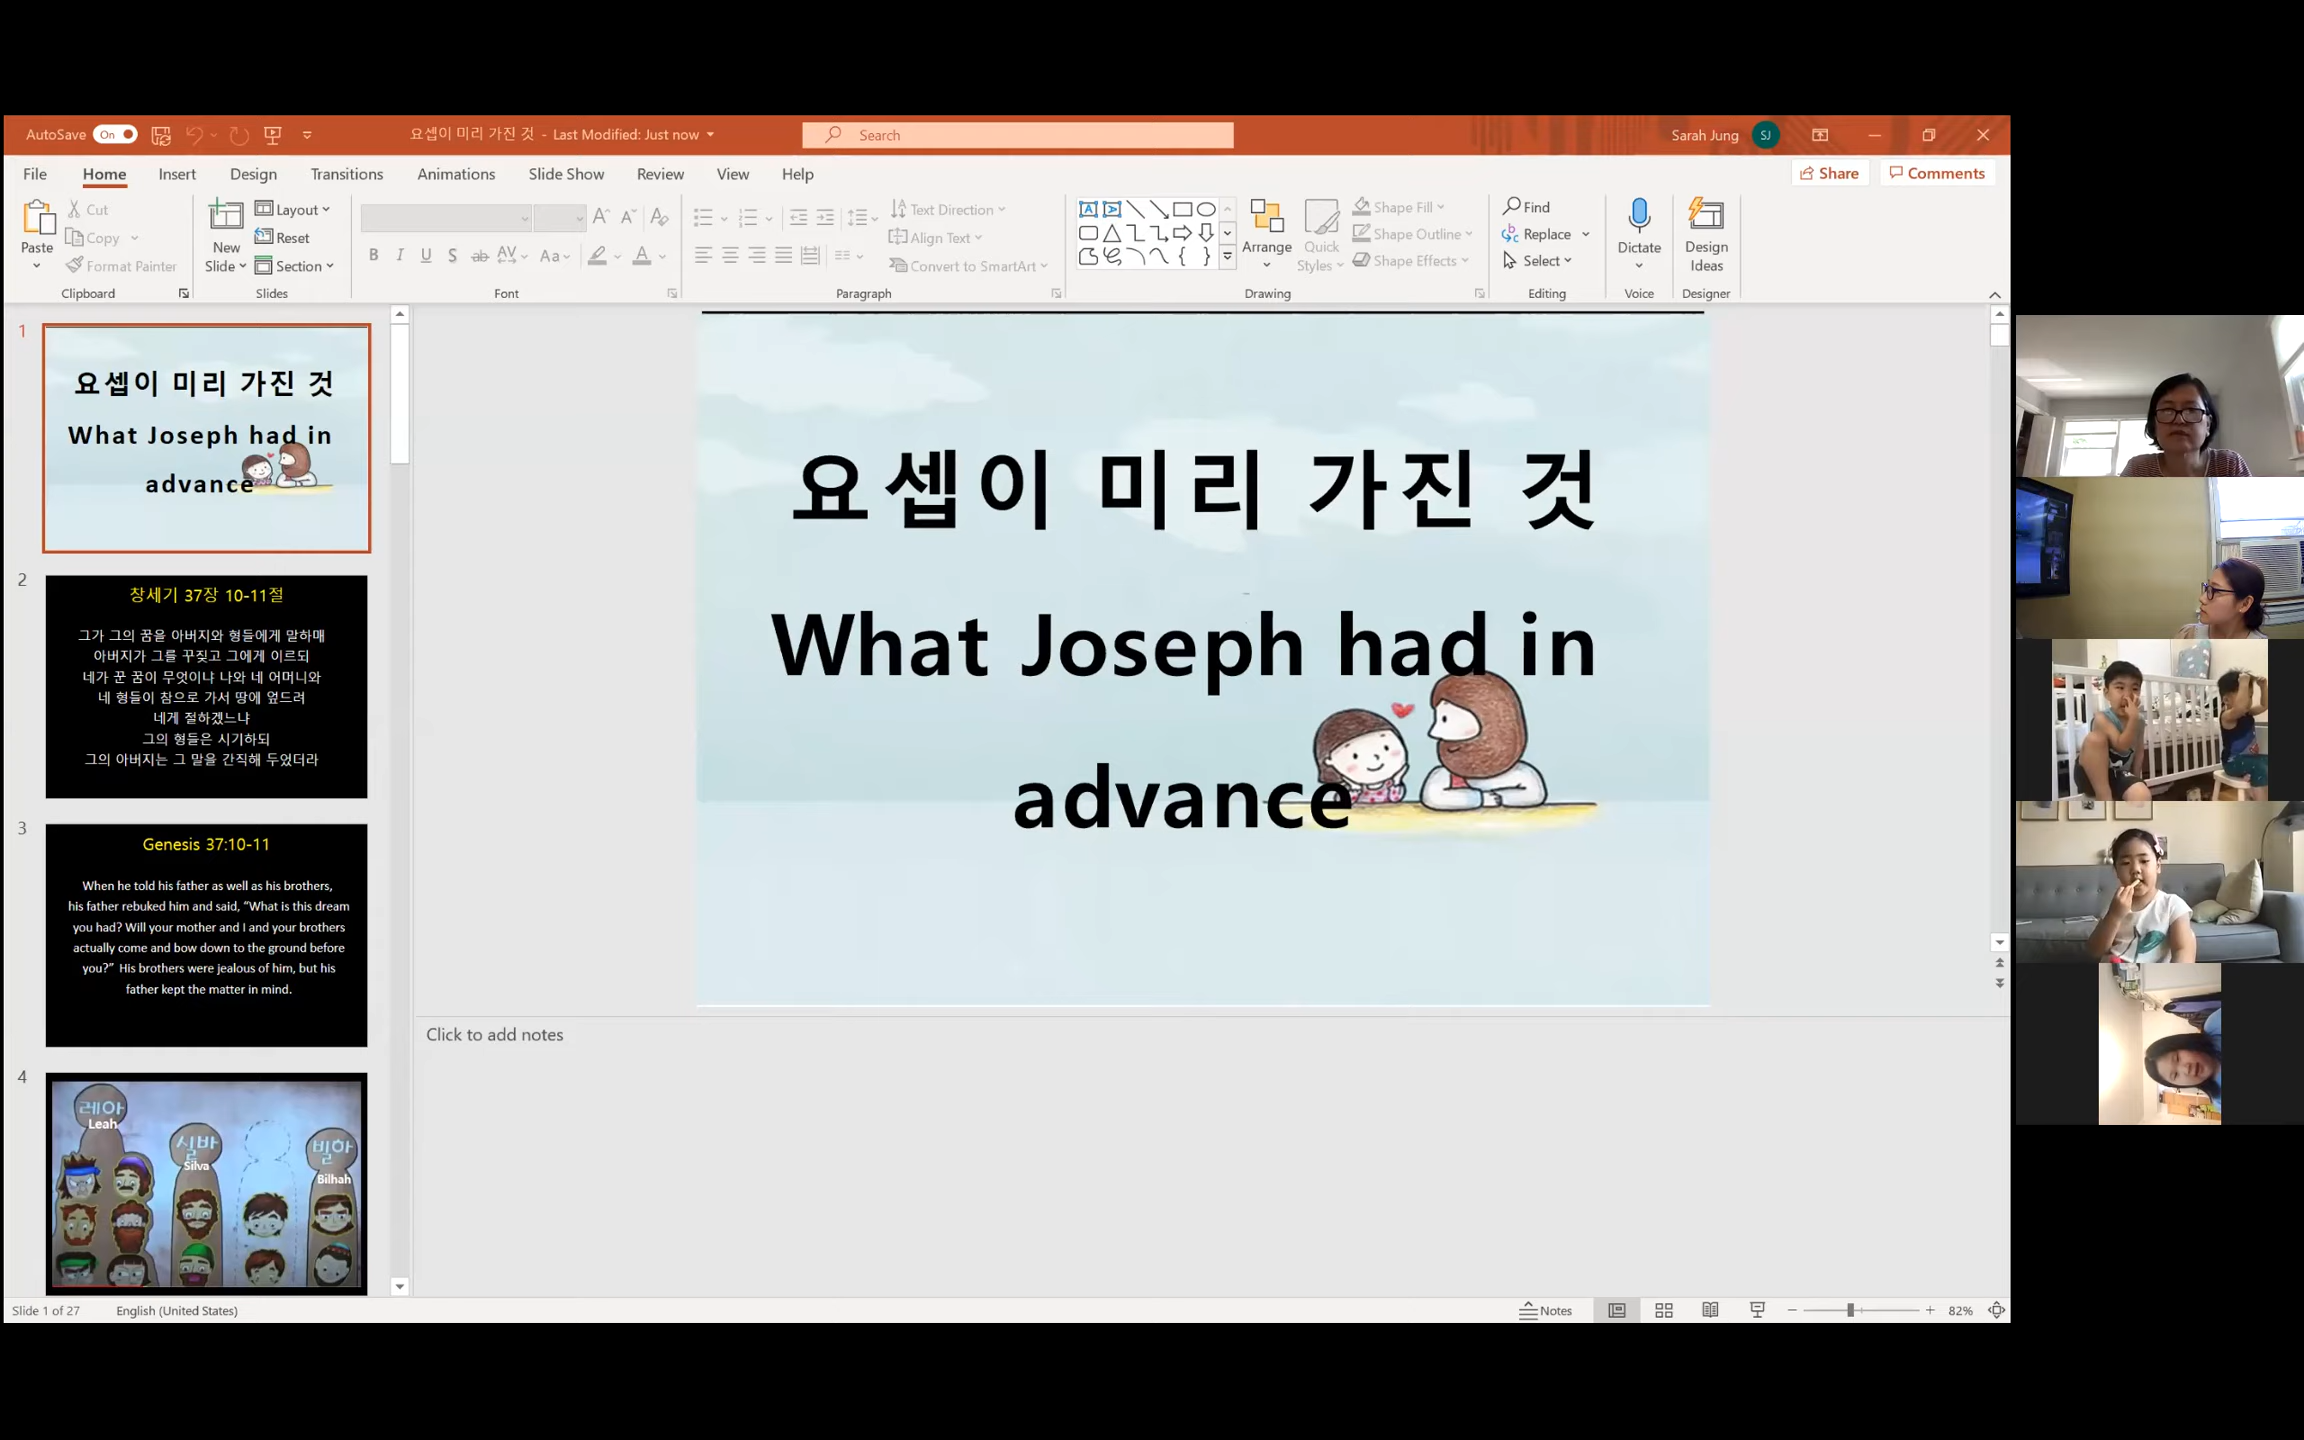 AutoSave On
요셉이 미리 가진 것 - Last Modified: Just now
Search
Sarah Jung SJ
File Home Insert Design Transitions Animations Slide Show Review View Help
Share Comments
Paste
Cut
Copy
Format Painter
Clipboard
New Slide
Layout
Reset
Section
Slides
B I U S ab AV Aa A
Font
Text Direction
Align Text
Convert to SmartArt
Paragraph
Arrange
Quick Styles
Shape Fill
Shape Outline
Shape Effects
Drawing
Find
Replace
Select
Editing
Dictate
Voice
Design Ideas
Designer
1
요셉이 미리 가진 것
What Joseph had in
advance
2
창세기 37장 10-11절
그가 그의 꿈을 아버지와 형들에게 말하매
아버지가 그를 꾸짖고 그에게 이르되
네가 꾼 꿈이 무엇이냐 나와 네 어머니와
네 형들이 참으로 가서 땅에 엎드려
네게 절하겠느냐
그의 형들은 시기하되
그의 아버지는 그 말을 간직해 두었더라
3
Genesis 37:10-11
When he told his father as well as his brothers,
his father rebuked him and said, “What is this dream
you had? Will your mother and I and your brothers
actually come and bow down to the ground before
you?” His brothers were jealous of him, but his
father kept the matter in mind.
4
레아
Leah
실바
Silva
빌하
Bilhah
요셉이 미리 가진 것
What Joseph had in
advance
Click to add notes
Slide 1 of 27
English (United States)
Notes
82%